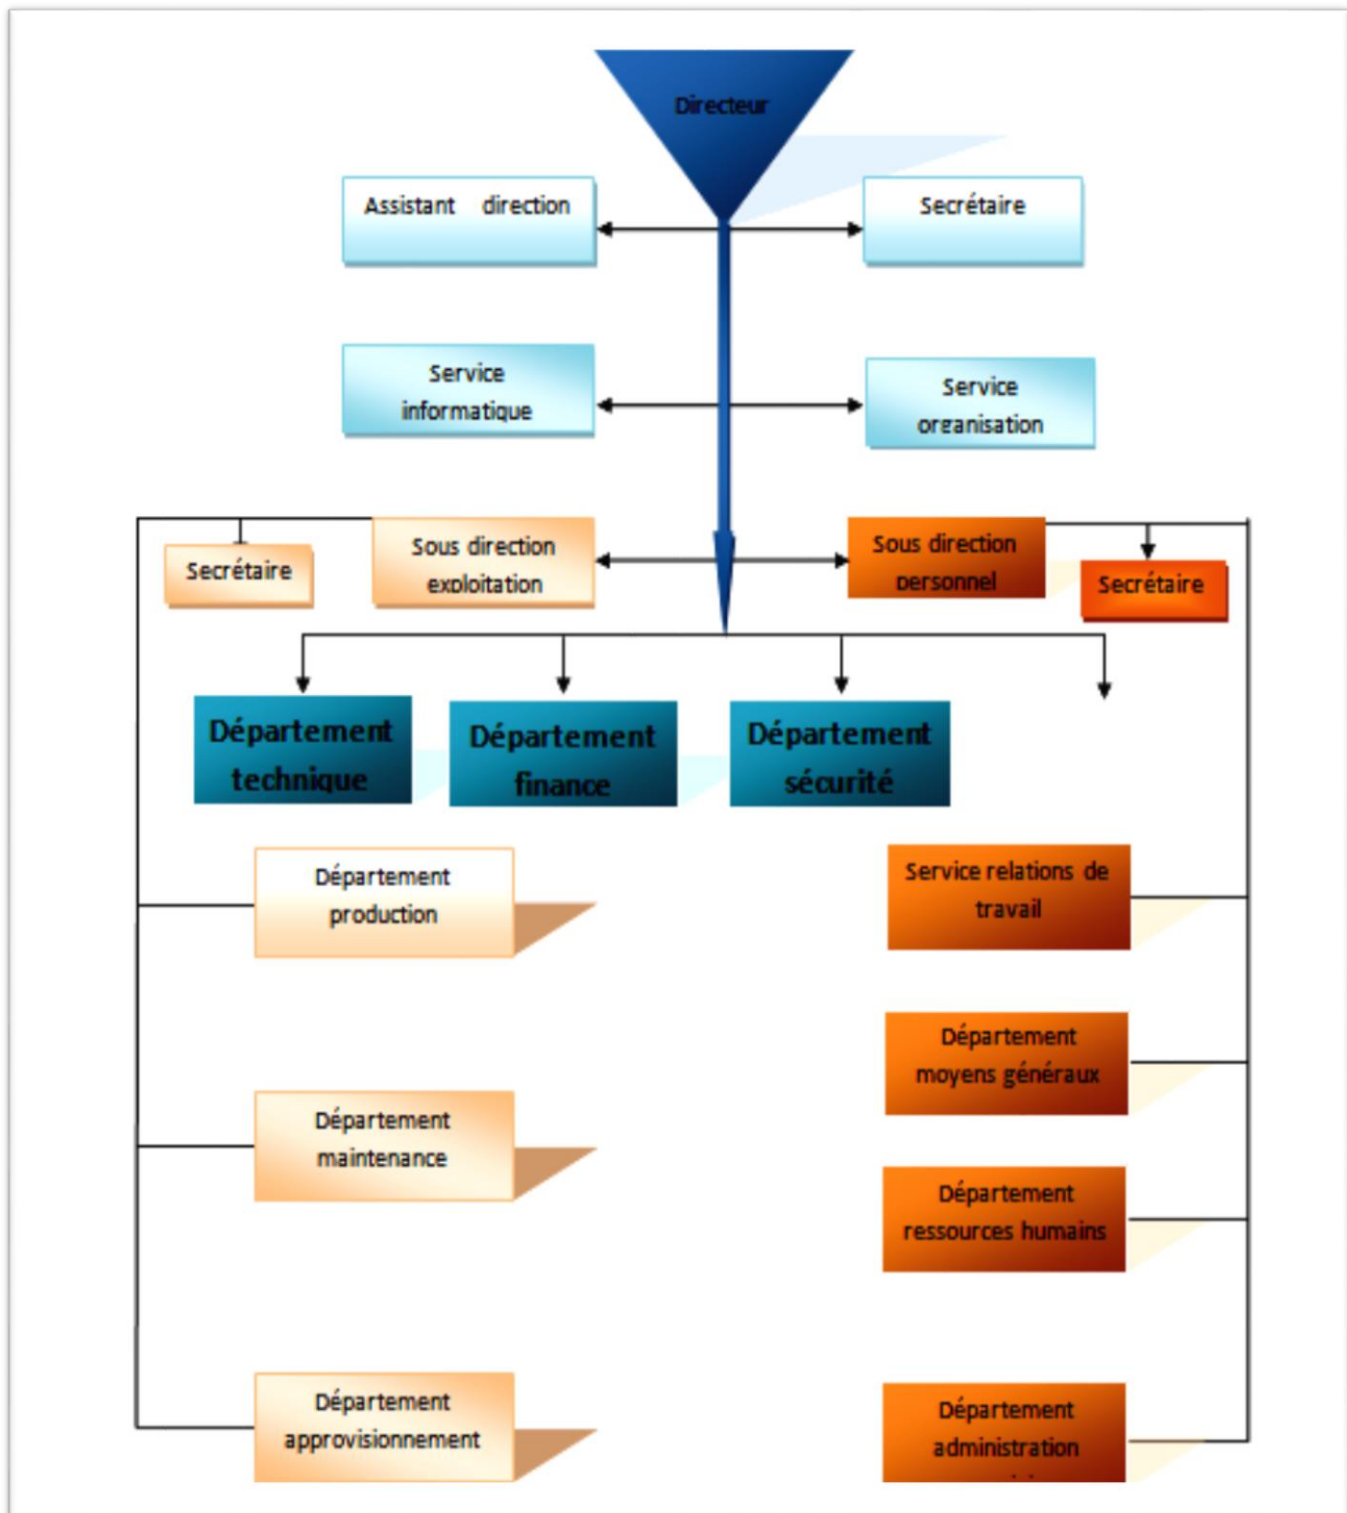 Directeur
Assistant direction
Secrétaire
Service
informatique
Service
organisation
Secrétaire
Sous direction
exploitation
Sous direction
personnel
Secrétaire
Département
technique
Département
finance
Département
sécurité
Département
production
Service relations de
travail
Département
moyens généraux
Département
maintenance
Département
ressources humains
Département
approvisionnement
Département
administration